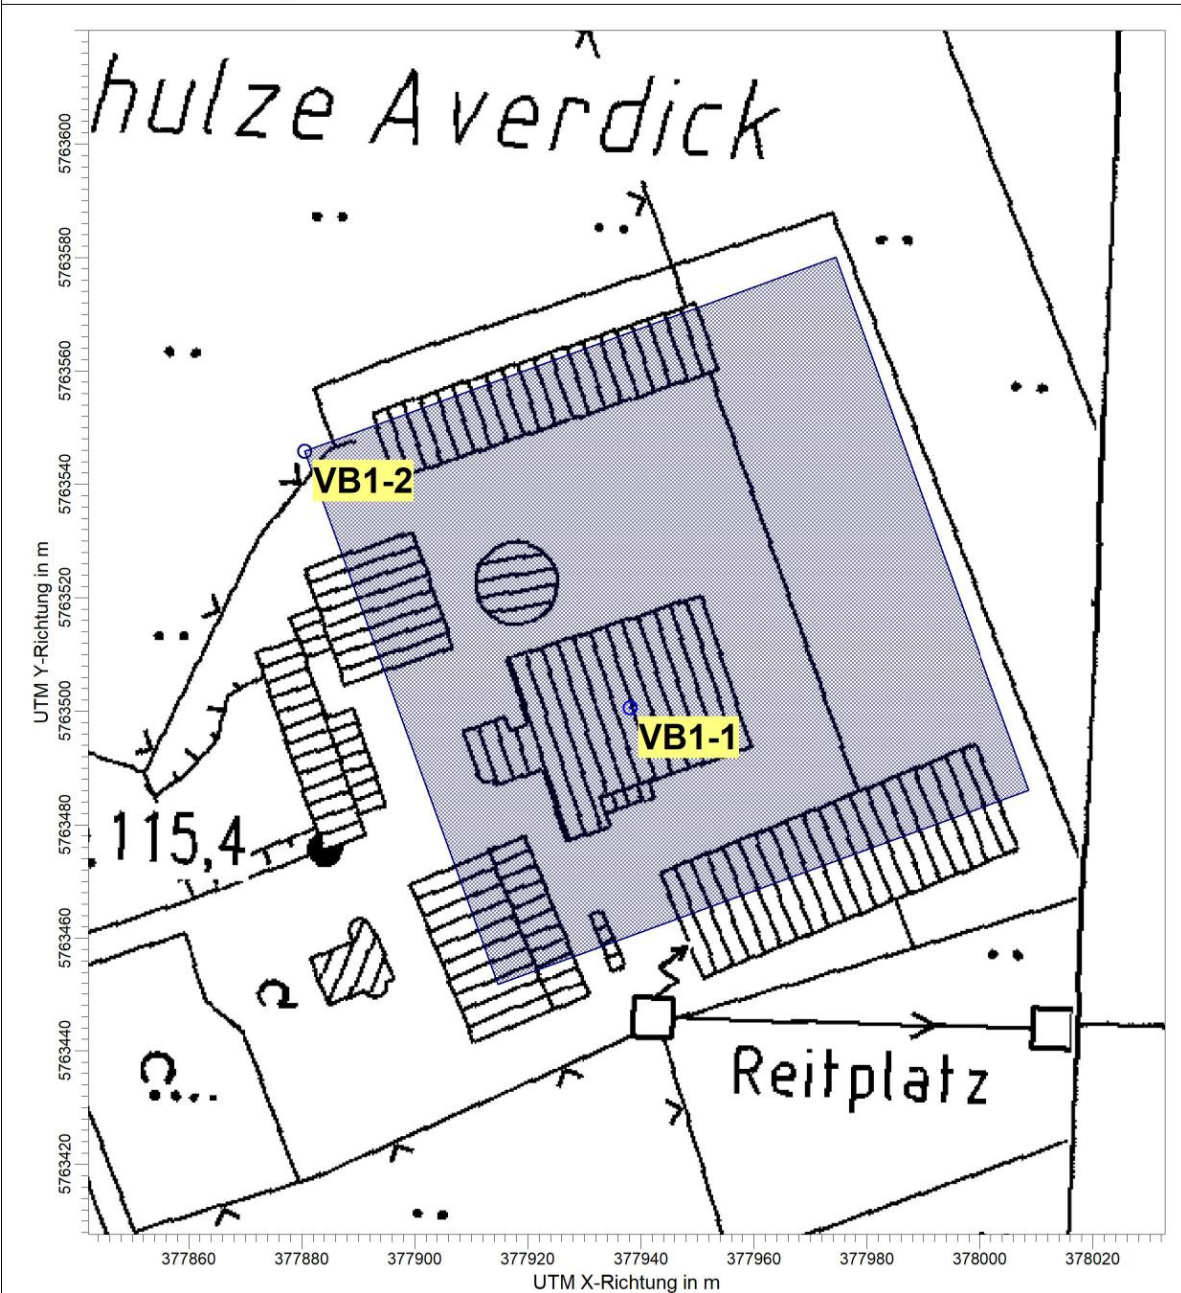 hulze Averdick
5763600
5763580
5763560
5763540
5763520
5763500
5763480
5763460
5763440
5763420
UTM Y-Richtung in m
VB1-2
VB1-1
115,4
Reitplatz
377860 377880 377900 377920 377940 377960 377980 378000 378020
UTM X-Richtung in m